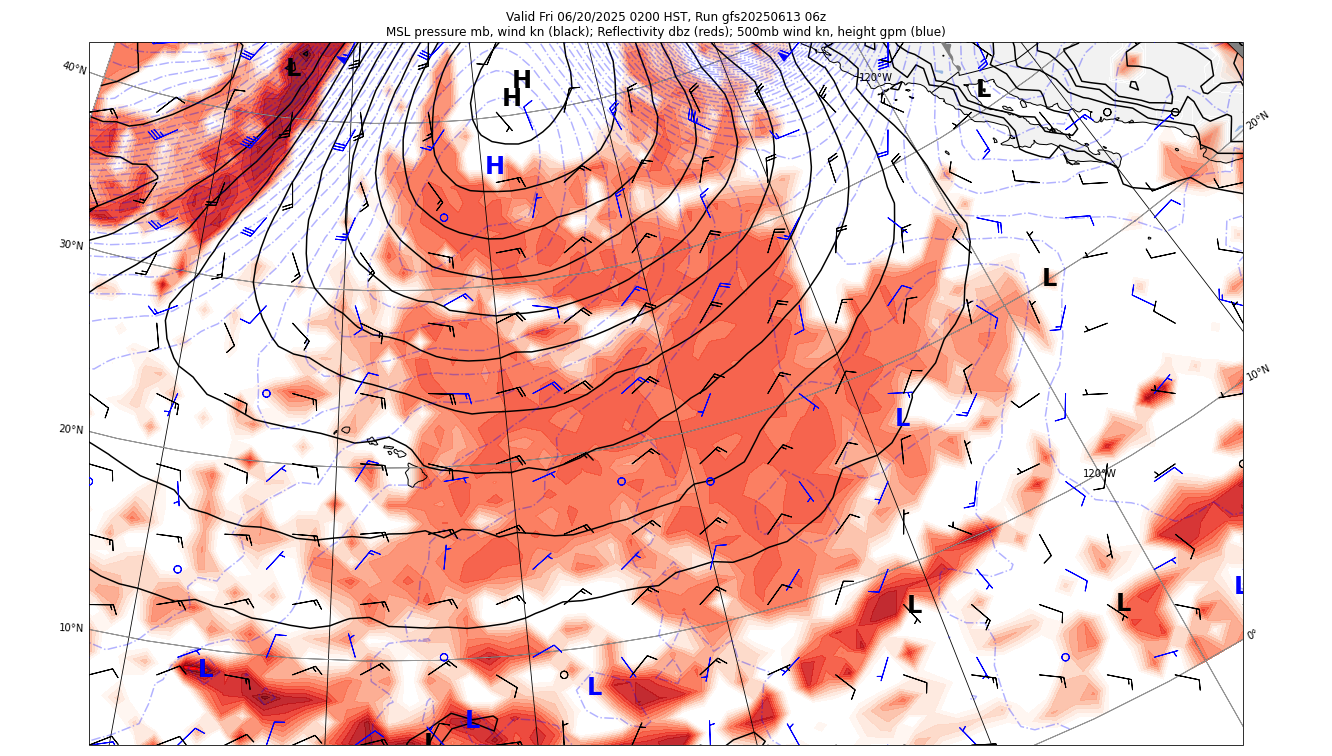 Valid Fri 06/20/2025 0200 HST, Run gfs20250613 06z
MSL pressure mb, wind kn (black); Reflectivity dbz (reds); 500mb wind kn, height gpm (blue)
40°N
L
H
H
120°W
L
20°N
H
30°N
L
10°N
20°N
L
120°W
L
L
L
10°N
0°
L
L
L
L